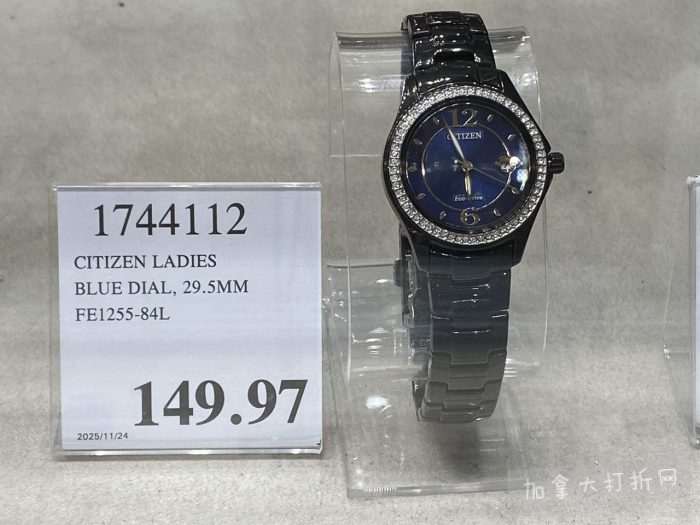 1744112
CITIZEN LADIES
BLUE DIAL, 29.5MM
FE1255-84L
149.97
2025/11/24
12
CITIZEN
Eco-Drive
6
加拿大打折网